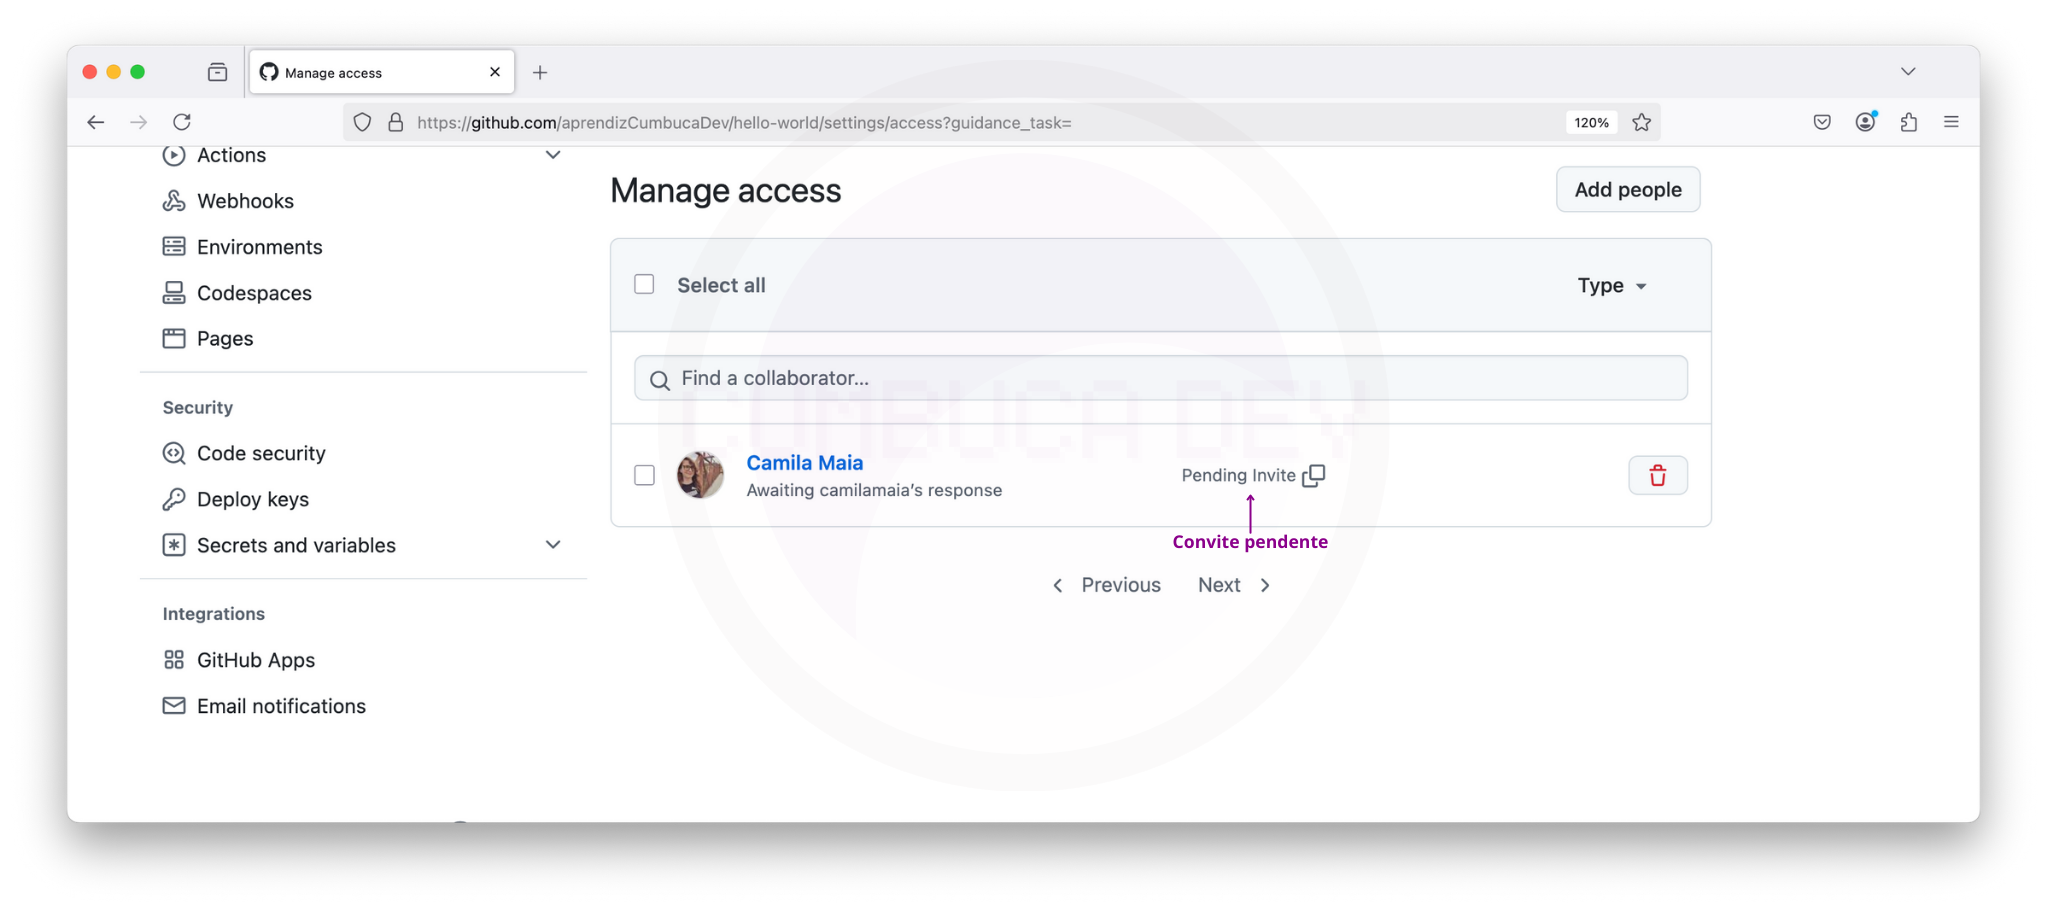 Manage access
https://github.com/aprendizCumbucaDev/hello-world/settings/access?guidance_task=
120%
Actions
Webhooks
Environments
Codespaces
Pages
Security
Code security
Deploy keys
Secrets and variables
Integrations
GitHub Apps
Email notifications
Manage access
Add people
Select all
Type
Find a collaborator...
CUMBUCA DEV
Camila Maia
Awaiting camilamaia's response
Pending Invite
Convite pendente
Previous
Next